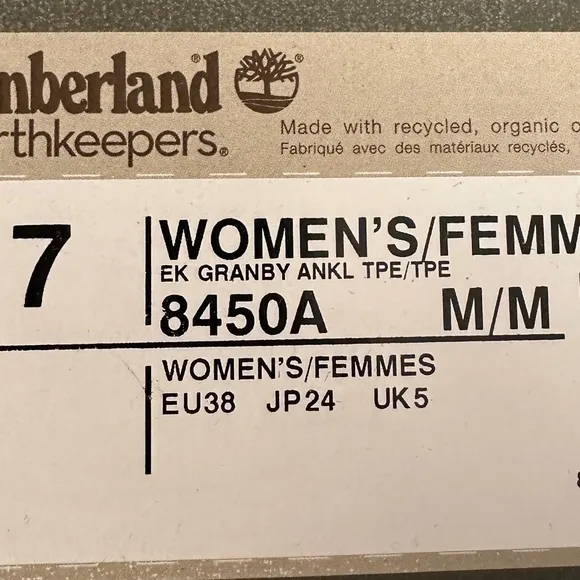 mberland®
rthkeepers®
Made with recycled, organic
Fabriqué avec des matériaux recyclés,
7
WOMEN'S/FEMM
EK GRANBY ANKL TPE/TPE
8450A M/M
WOMEN'S/FEMMES
EU38 JP24 UK5